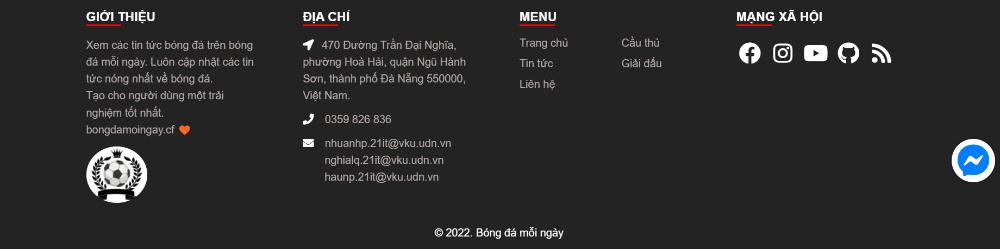 GIỚI THIỆU
Xem các tin tức bóng đá trên bóng
đá mỗi ngày. Luôn cập nhật các tin
tức nóng nhất về bóng đá.
Tạo cho người dùng một trải
nghiệm tốt nhất.
bongdamoingay.cf
ĐỊA CHỈ
470 Đường Trần Đại Nghĩa,
phường Hoà Hải, quận Ngũ Hành
Sơn, thành phố Đà Nẵng 550000,
Việt Nam.
0359 826 836
nhuanhp.21it@vku.udn.vn
nghialq.21it@vku.udn.vn
haunp.21it@vku.udn.vn
MENU
Trang chủ
Cầu thủ
Tin tức
Giải đấu
Liên hệ
MẠNG XÃ HỘI
© 2022. Bóng đá mỗi ngày